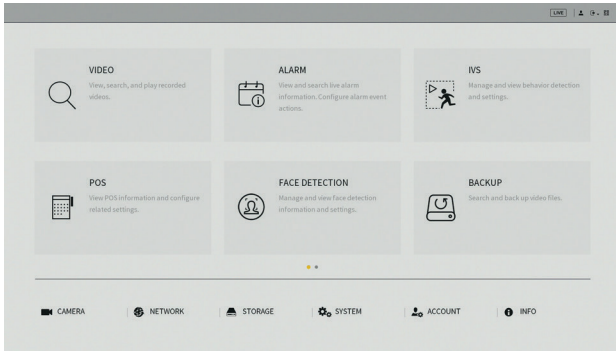 LIVE
VIDEO
View, search, and play recorded
videos.
ALARM
View and search live alarm
information. Configure alarm event
actions.
IVS
Manage and view behavior detection
and settings.
POS
View POS information and configure
related settings.
FACE DETECTION
Manage and view face detection
information and settings.
BACKUP
Search and back up video files.
CAMERA
NETWORK
STORAGE
SYSTEM
ACCOUNT
INFO